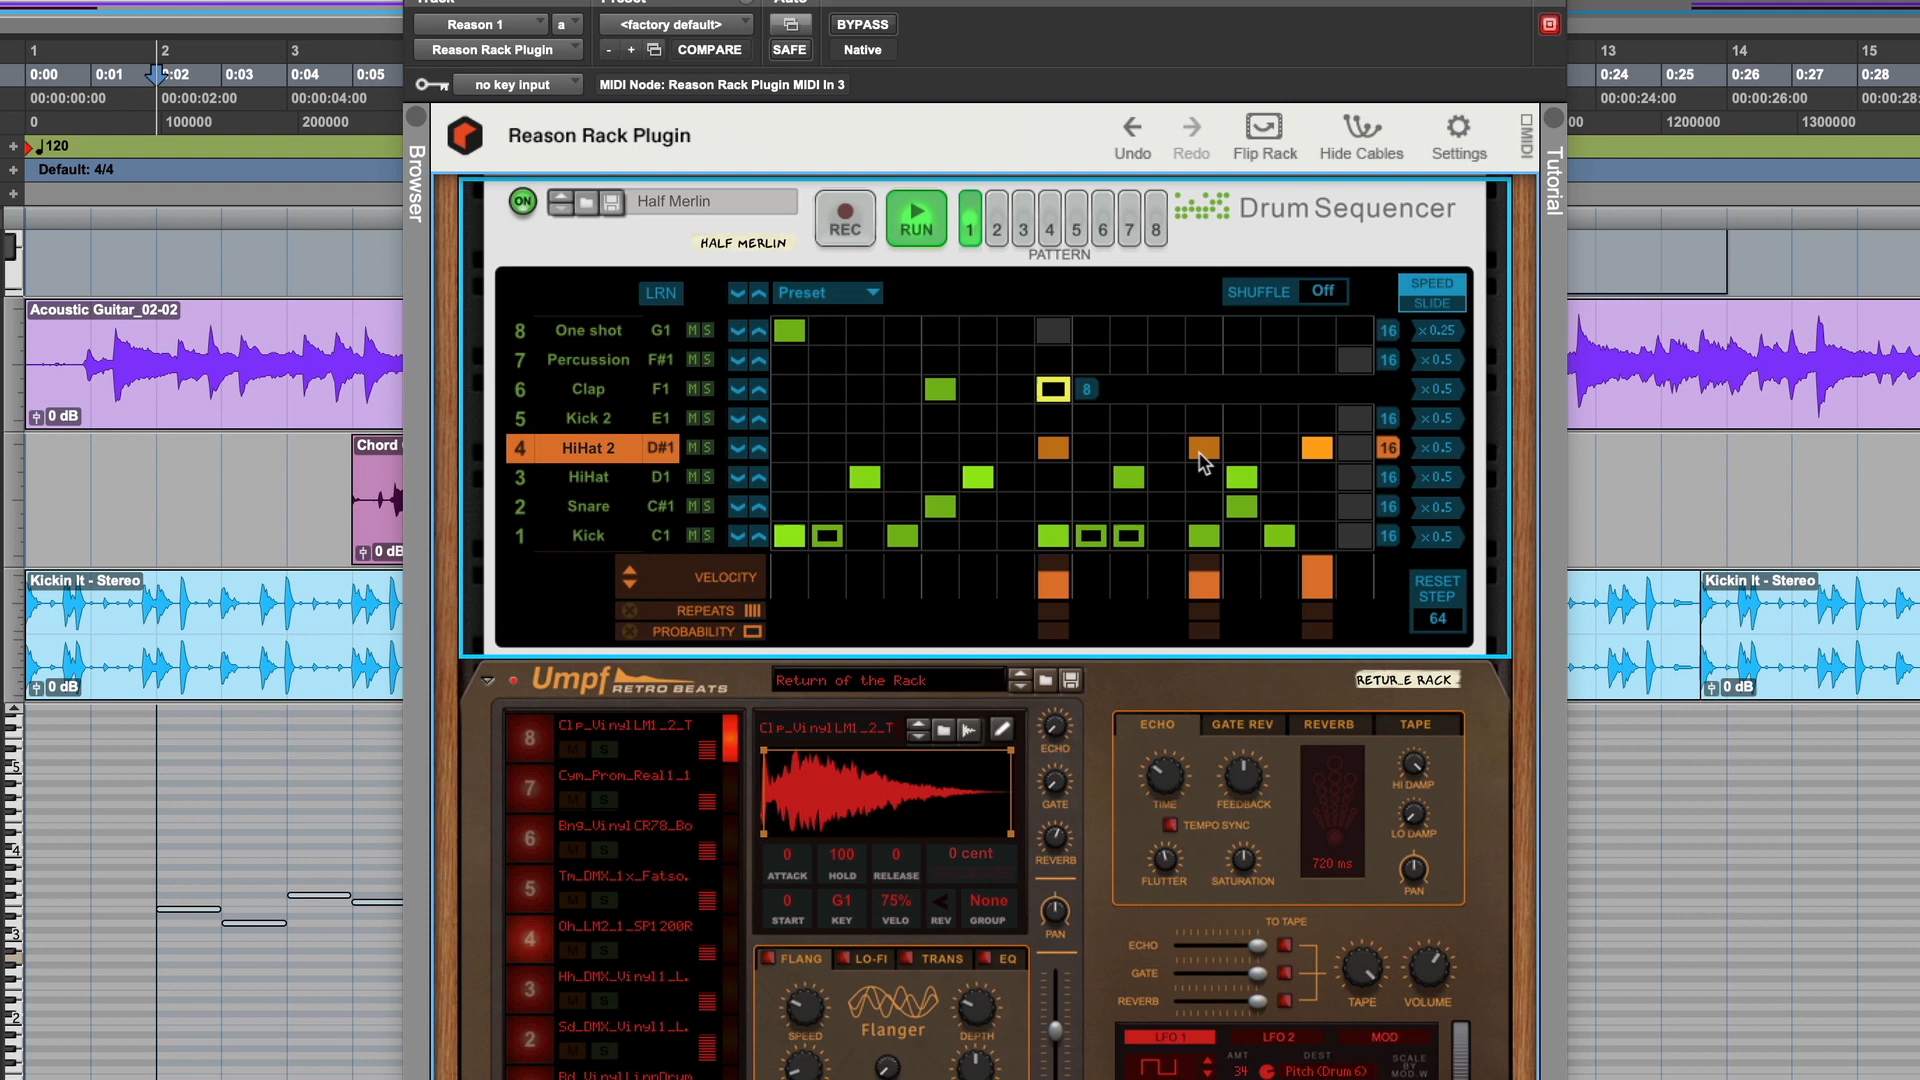 Reason 1
a
<factory default>
BYPASS
Reason Rack Plugin
- + COMPARE
SAFE
Native
no key input
MIDI Node: Reason Rack Plugin MIDI In 3
1 2 3
13 14 15
0:00 0:01 0:02 0:03 0:04 0:05
0:24 0:25 0:26 0:27 0:28
00:00:00:00 00:00:02:00 00:00:04:00
00:00:24:00 00:00:26:00 00:00:28:
0 100000 200000
1200000 1300000
120
Default: 4/4
Browser
Reason Rack Plugin
Undo
Redo
Flip Rack
Hide Cables
Settings
MIDI
Tutorial
ON
Half Merlin
HALF MERLIN
REC
RUN
1 2 3 4 5 6 7 8
PATTERN
Drum Sequencer
LRN
Preset
SHUFFLE Off
SPEED
SLIDE
8 One shot G1 M S 16 ×0.25
7 Percussion F#1 M S 16 ×0.5
6 Clap F1 M S 8 ×0.5
5 Kick 2 E1 M S 16 ×0.5
4 HiHat 2 D#1 M S 16 ×0.5
3 HiHat D1 M S 16 ×0.5
2 Snare C#1 M S 16 ×0.5
1 Kick C1 M S 16 ×0.5
VELOCITY
REPEATS
PROBABILITY
RESET
STEP
64
Acoustic Guitar_02-02
0 dB
Chord
0 dB
Kickin It - Stereo
0 dB
Kickin It - Stereo
0 dB
5
4
3
2
Umpf RETRO BEATS
Return of the Rack
RETUR_E RACK
8 Clp_VinylLM1_2_T
M S
7 Cym_Prom_Real1_1
M S
6 Bng_VinylCR78_Bo
M S
5 Tm_DMX_1x_Fatso.
M S
4 Oh_LM2_1_SP1200R
M S
3 Hh_DMX_Vinyl1_L.
M S
2 Sd_DMX_Vinyl1_L.
M S
Bd_VinylLinnDrum
Clp_VinylLM1_2_T
0 100 0 0 cent
ATTACK HOLD RELEASE
0 G1 75% < None
START KEY VELO REV GROUP
FLANG LO-FI TRANS EQ
SPEED
Flanger
DEPTH
ECHO
GATE
REVERB
PAN
ECHO GATE REV REVERB TAPE
TIME
FEEDBACK
TEMPO SYNC
FLUTTER
SATURATION
720 ms
HI DAMP
LO DAMP
PAN
TO TAPE
ECHO
GATE
REVERB
TAPE
VOLUME
LFO 1 LFO 2 MOD
AMT DEST
34 Pitch (Drum 6)
SCALE
BY
MOD.W